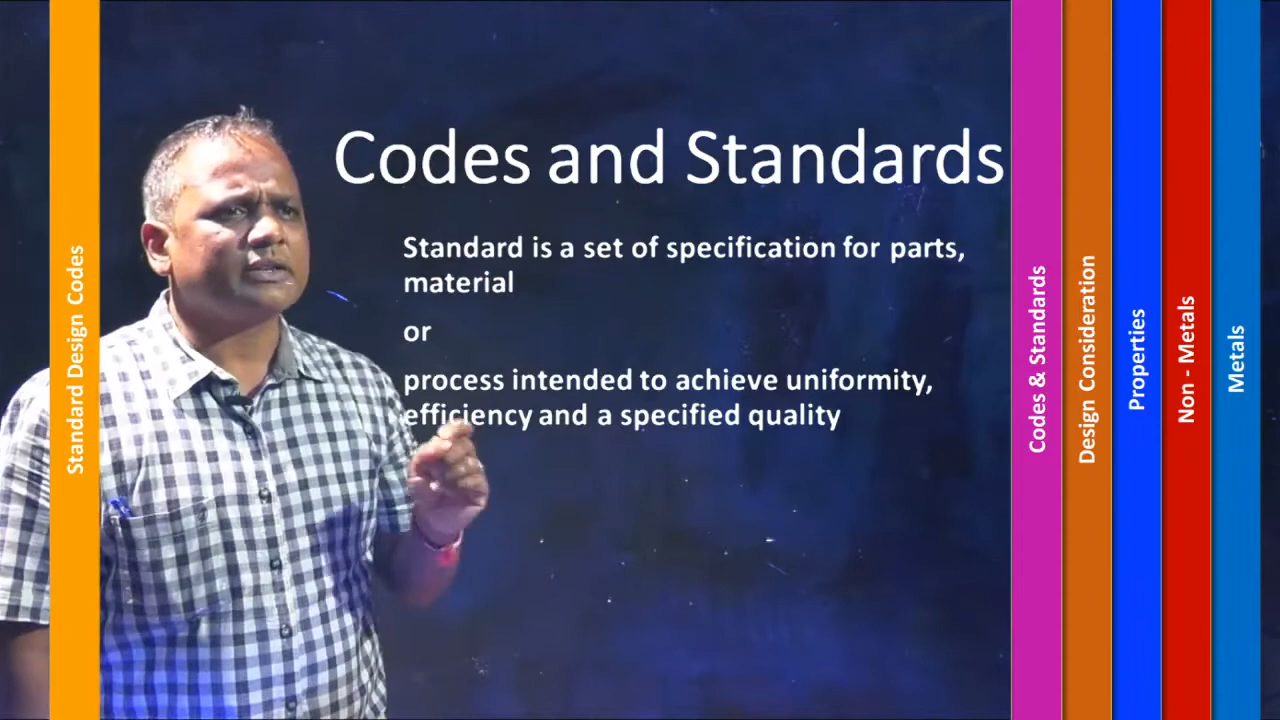 Codes and Standards
Standard is a set of specification for parts,
material
or
process intended to achieve uniformity,
efficiency and a specified quality
Standard Design Codes
Codes & Standards
Design Consideration
Properties
Non - Metals
Metals